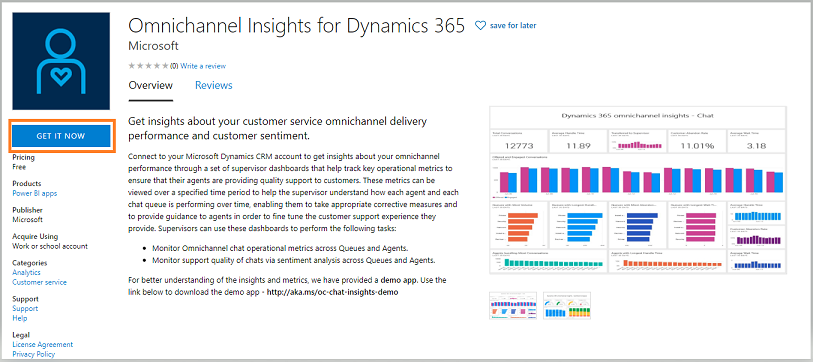 Omnichannel Insights for Dynamics 365
save for later
Microsoft
(0) Write a review
Overview
Reviews
GET IT NOW
Pricing
Free
Products
Power BI apps
Publisher
Microsoft
Acquire Using
Work or school account
Categories
Analytics
Customer service
Support
Support
Help
Legal
License Agreement
Privacy Policy
Get insights about your customer service omnichannel delivery
performance and customer sentiment.
Connect to your Microsoft Dynamics CRM account to get insights about your omnichannel
performance through a set of supervisor dashboards that help track key operational metrics to
ensure that their agents are providing quality support to customers. These metrics can be
viewed over a specified time period to help the supervisor understand how each agent and each
chat queue is performing over time, enabling them to take appropriate corrective measures and
to provide guidance to agents in order to fine tune the customer support experience they
provide. Supervisors can use these dashboards to perform the following tasks:
• Monitor Omnichannel chat operational metrics across Queues and Agents.
• Monitor support quality of chats via sentiment analysis across Queues and Agents.
For better understanding of the insights and metrics, we have provided a demo app. Use the
link below to download the demo app - http://aka.ms/oc-chat-insights-demo
Dynamics 365 omnichannel insights - Chat
12773
11.89
11.01%
3.18